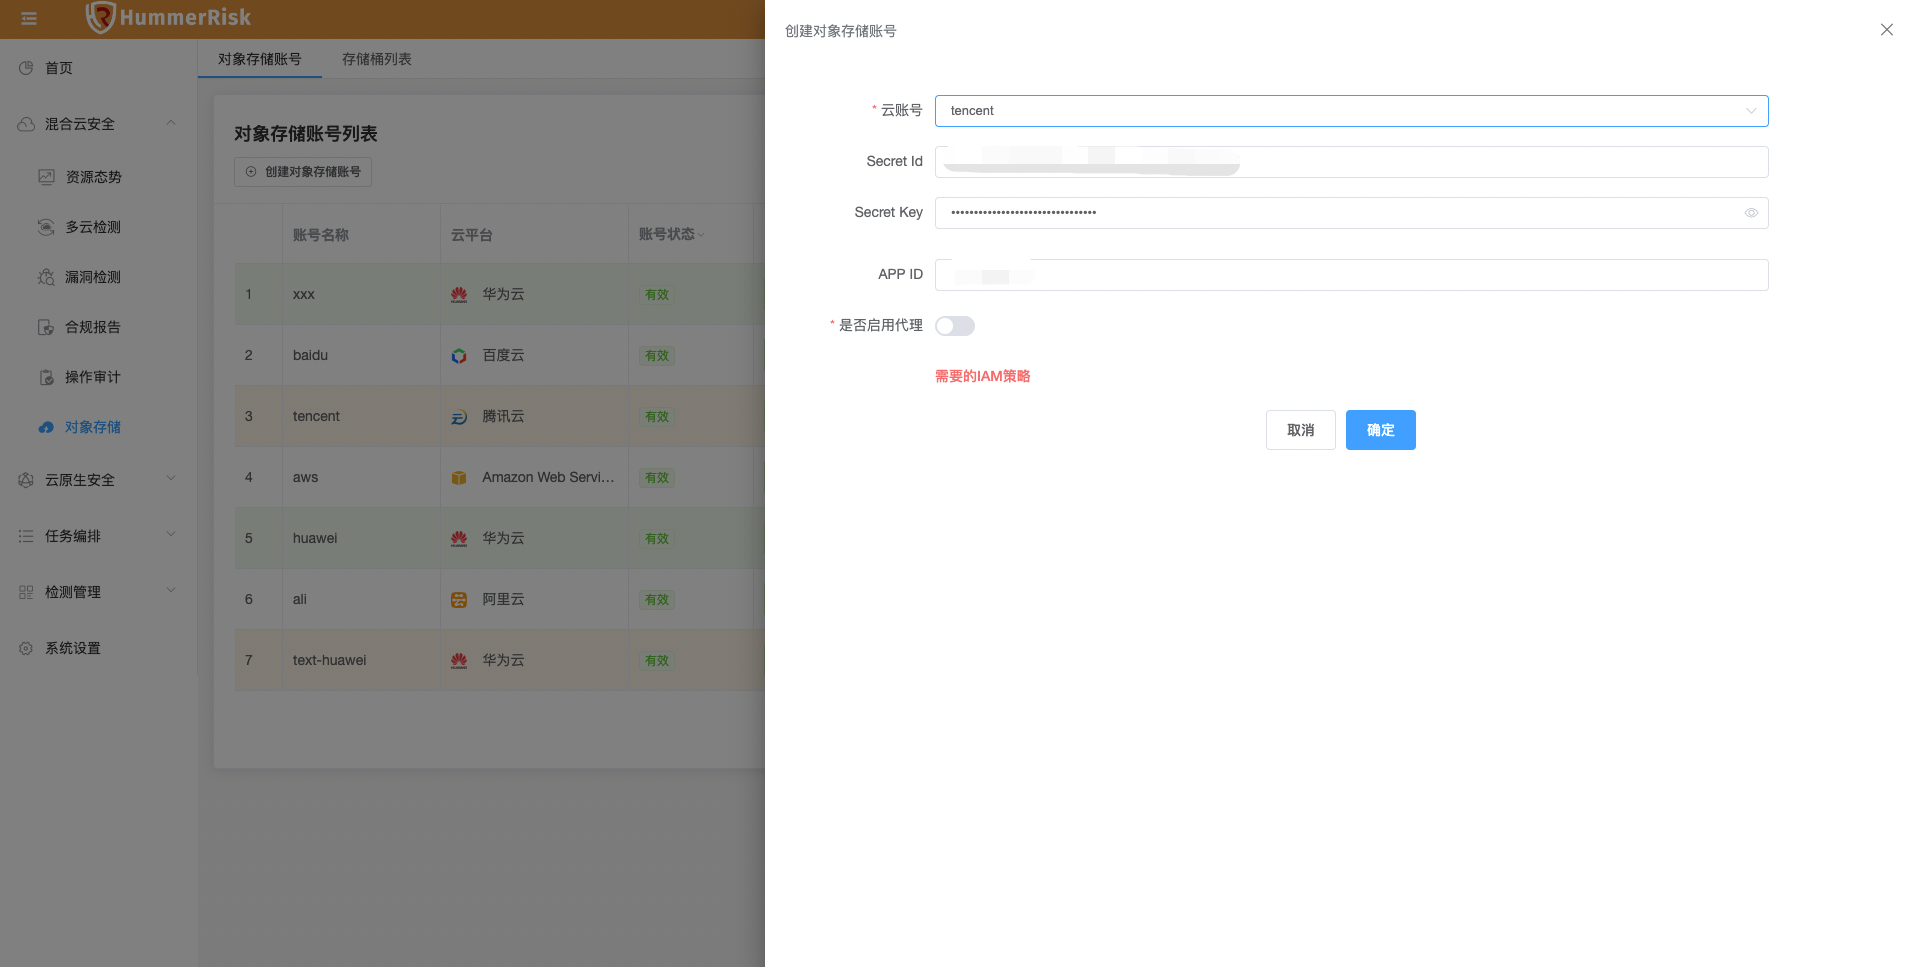 HummerRisk
首页
混合云安全
资源态势
多云检测
漏洞检测
合规报告
操作审计
对象存储
云原生安全
任务编排
检测管理
系统设置
对象存储账号 存储桶列表
对象存储账号列表
创建对象存储账号
账号名称 云平台 账号状态
1 xxx 华为云 有效
2 baidu 百度云 有效
3 tencent 腾讯云 有效
4 aws Amazon Web Servi... 有效
5 huawei 华为云 有效
6 ali 阿里云 有效
7 text-huawei 华为云 有效
创建对象存储账号
* 云账号 tencent
Secret Id
Secret Key ••••••••••••••••••••••••••••••••
APP ID
* 是否启用代理
需要的IAM策略
取消 确定